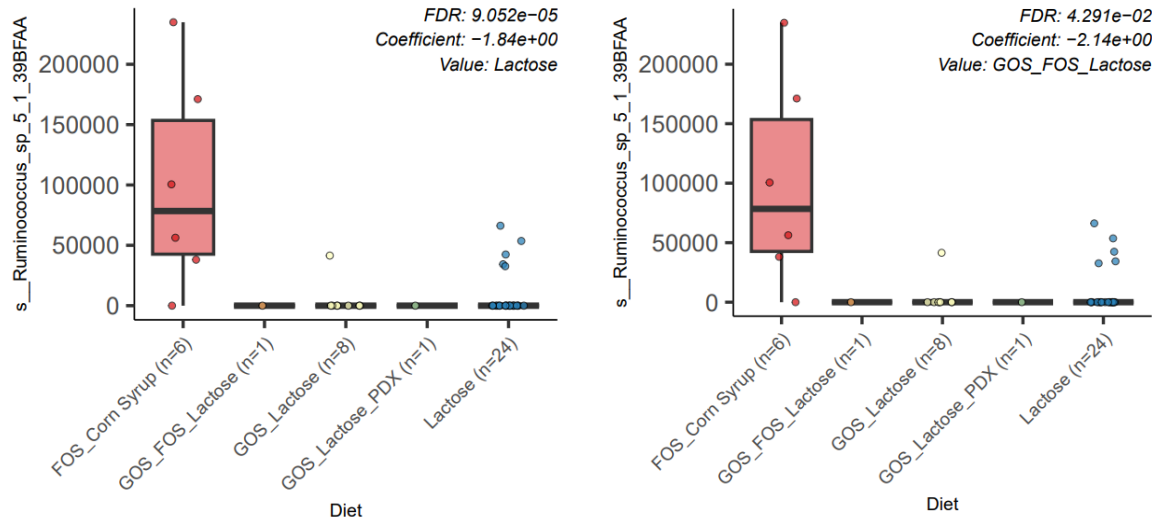 FDR: 9.052e−05
Coefficient: −1.84e+00
Value: Lactose
s__Ruminococcus_sp_5_1_39BFAA
200000
150000
100000
50000
0
FOS_Corn Syrup (n=6)
GOS_FOS_Lactose (n=1)
GOS_Lactose (n=8)
GOS_Lactose_PDX (n=1)
Lactose (n=24)
Diet
FDR: 4.291e−02
Coefficient: −2.14e+00
Value: GOS_FOS_Lactose
s__Ruminococcus_sp_5_1_39BFAA
200000
150000
100000
50000
0
FOS_Corn Syrup (n=6)
GOS_FOS_Lactose (n=1)
GOS_Lactose (n=8)
GOS_Lactose_PDX (n=1)
Lactose (n=24)
Diet